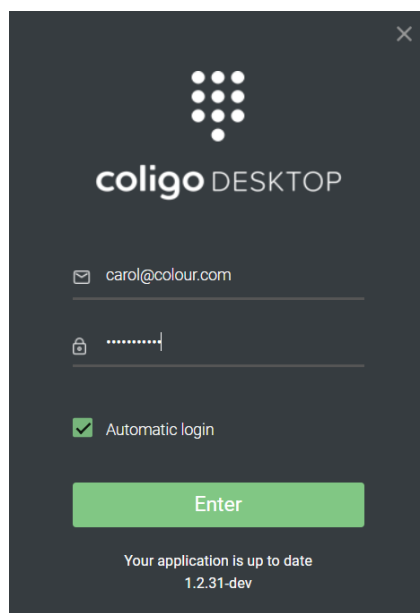 coligo DESKTOP
carol@colour.com
•••••••••••
Automatic login
Enter
Your application is up to date
1.2.31-dev